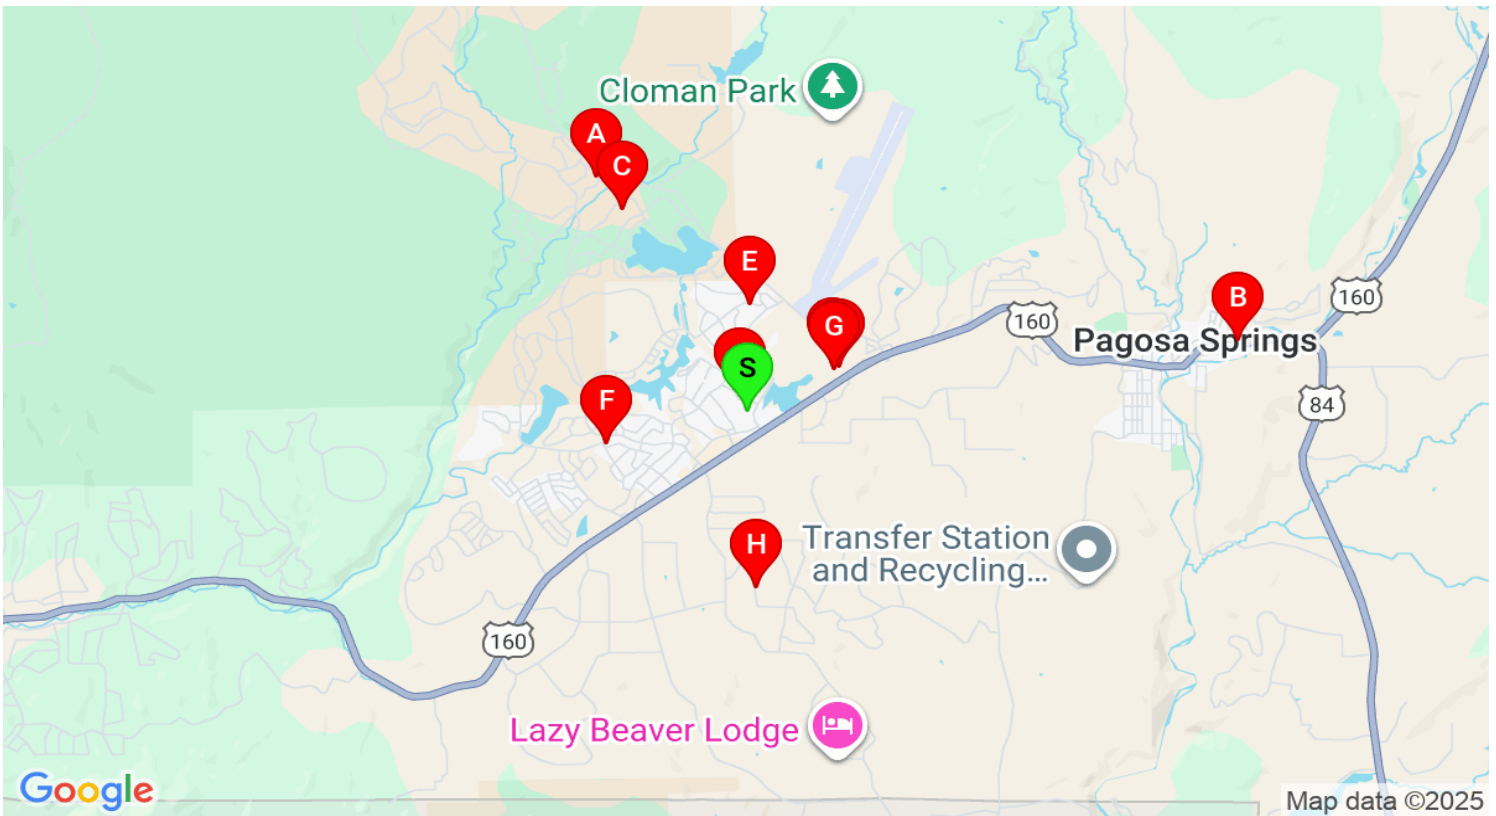 Cloman Park
A
C
E
B
160
G
160
Pagosa Springs
S
F
84
Transfer Station
and Recycling...
H
160
Lazy Beaver Lodge
Google
Map data ©2025